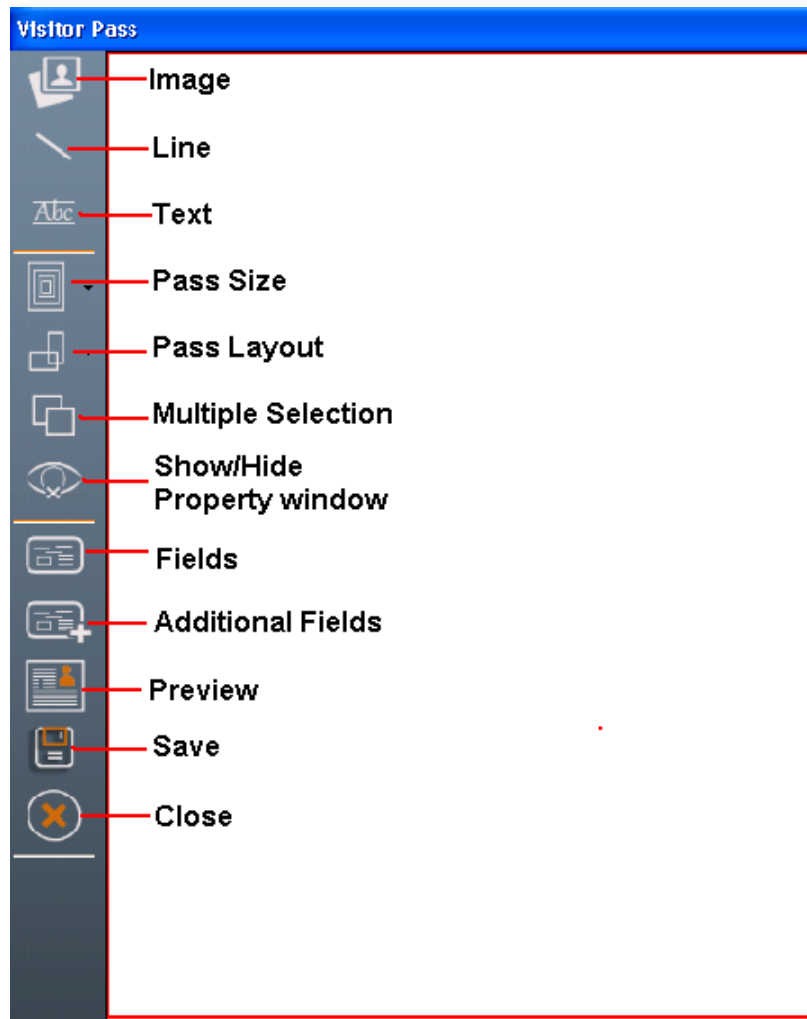 Visitor Pass
Image
Line
Abc
Text
Pass Size
Pass Layout
Multiple Selection
Show/Hide
Property window
Fields
Additional Fields
Preview
Save
Close